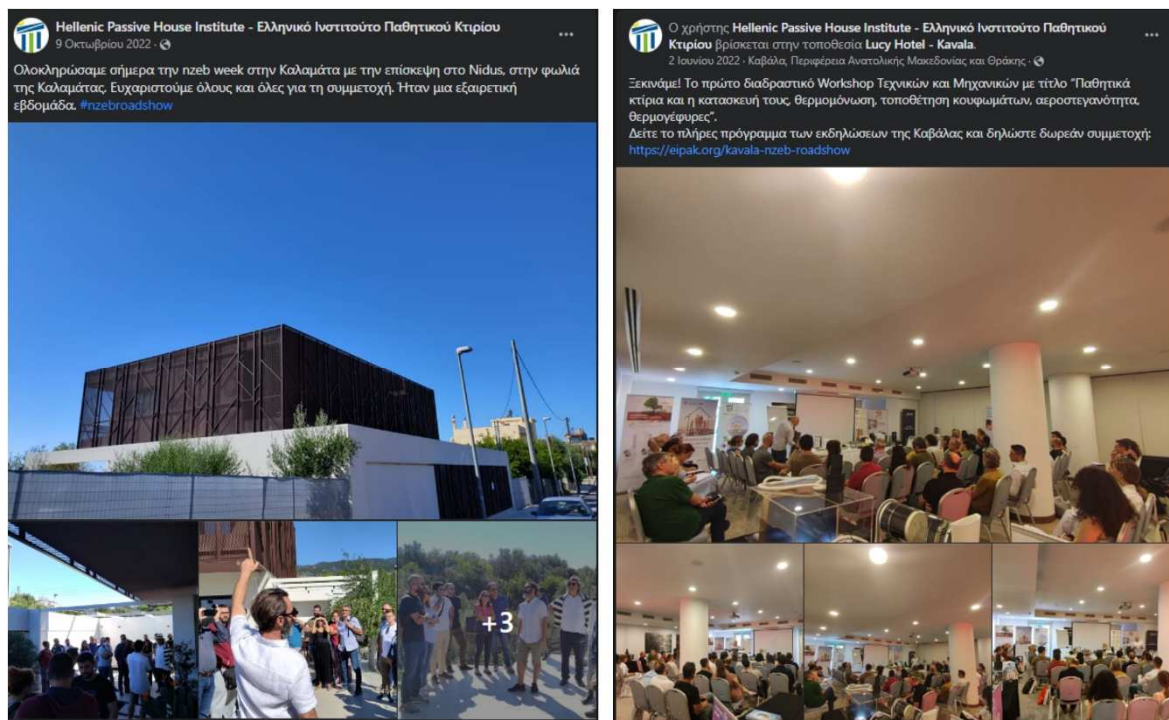 Hellenic Passive House Institute - Ελληνικό Ινστιτούτο Παθητικού Κτιρίου
9 Οκτωβρίου 2022 ·
Ολοκληρώσαμε σήμερα την nzeb week στην Καλαμάτα με την επίσκεψη στο Nidus, στην φωλιά
της Καλαμάτας. Ευχαριστούμε όλους και όλες για τη συμμετοχή. Ήταν μια εξαιρετική
εβδομάδα. #nzebroadshow
+3
Ο χρήστης Hellenic Passive House Institute - Ελληνικό Ινστιτούτο Παθητικού
Κτιρίου βρίσκεται στην τοποθεσία Lucy Hotel - Kavala.
2 Ιουνίου 2022 · Καβάλα, Περιφέρεια Ανατολικής Μακεδονίας και Θράκης ·
Ξεκινάμε! Το πρώτο διαδραστικό Workshop Τεχνικών και Μηχανικών με τίτλο "Παθητικά
κτίρια και η κατασκευή τους, θερμομόνωση, τοποθέτηση κουφωμάτων, αεροστεγανότητα,
θερμογέφυρες".
Δείτε το πλήρες πρόγραμμα των εκδηλώσεων της Καβάλας και δηλώστε δωρεάν συμμετοχή:
https://eipak.org/kavala-nzeb-roadshow